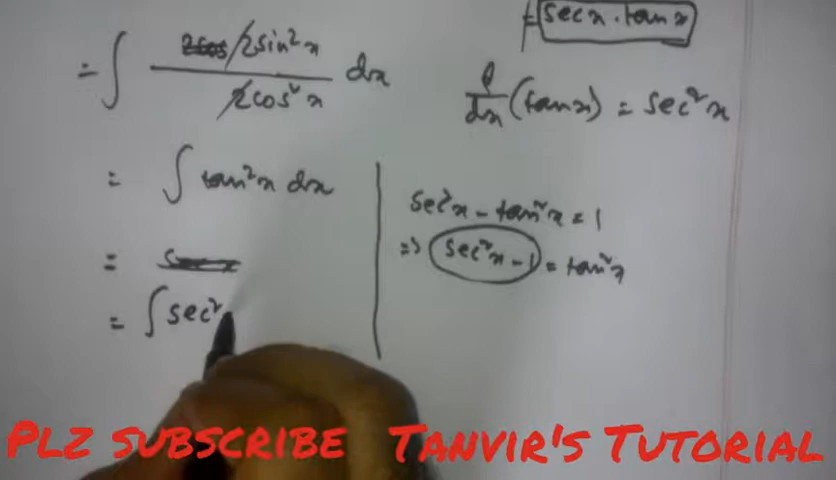 = sec x . tan x
= ∫ 2sin²x / 2cos²x dx
d/dx (tan x) = sec²x
= ∫ tan²x dx
sec²x - tan²x = 1
=> sec²x - 1 = tan²x
=
= ∫ sec²
Plz subscribe Tanvir's Tutorial